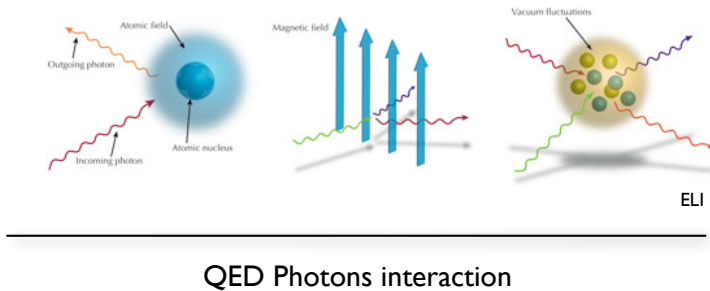 Atomic field
Outgoing photon
Incoming photon
Atomic nucleus
Magnetic field
Vacuum fluctuations
ELI
QED Photons interaction